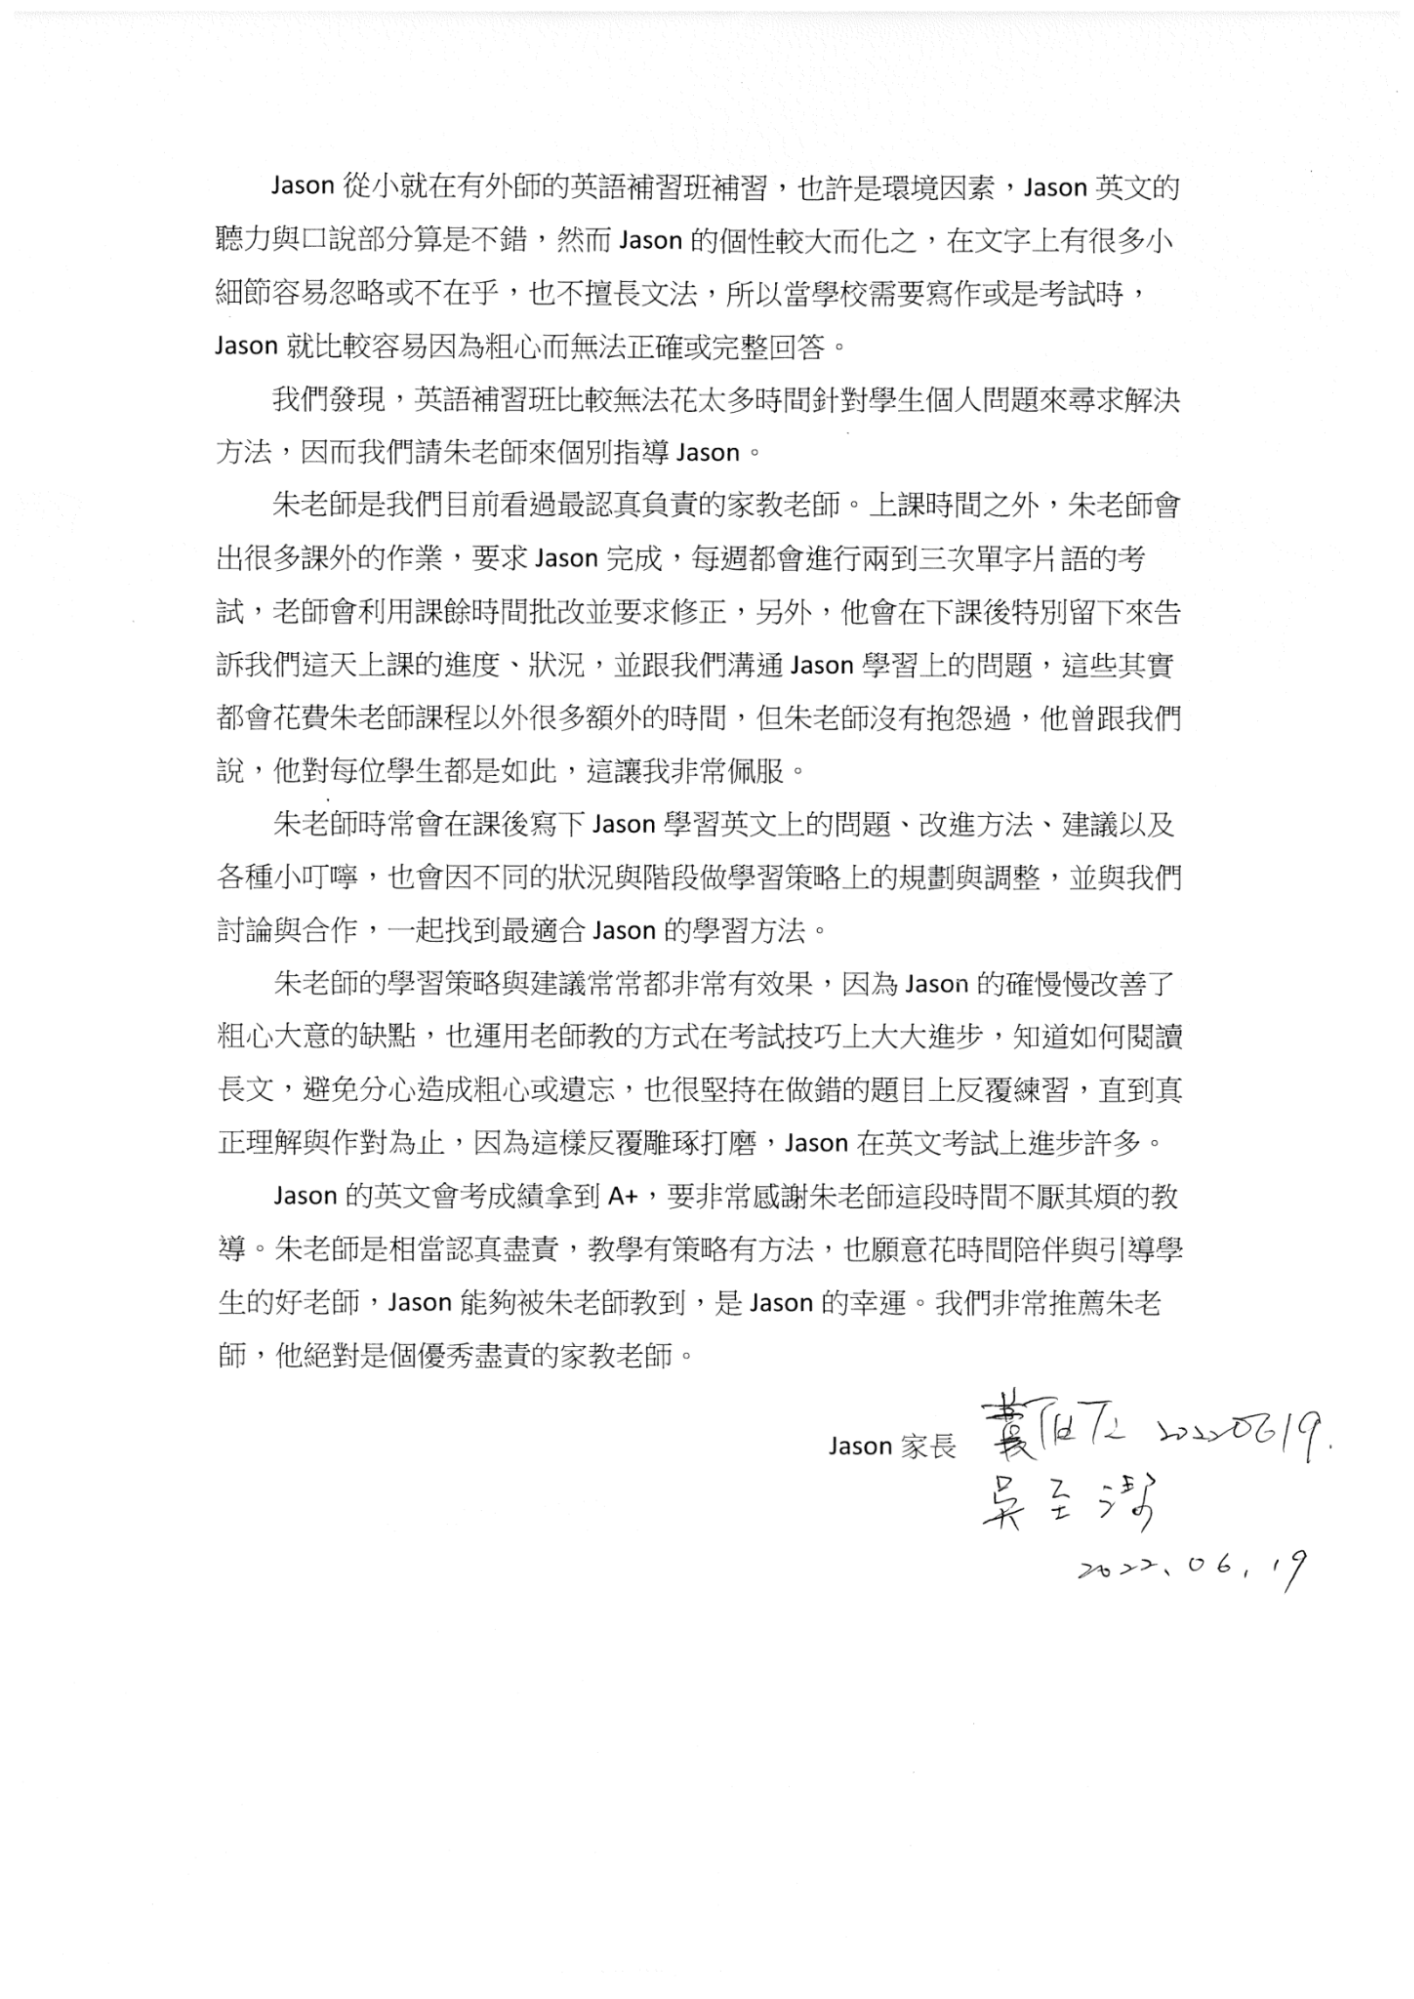 Jason 從小就在有外師的英語補習班補習，也許是環境因素，Jason 英文的
聽力與口說部分算是不錯，然而 Jason 的個性較大而化之，在文字上有很多小
細節容易忽略或不在乎，也不擅長文法，所以當學校需要寫作或是考試時，
Jason 就比較容易因為粗心而無法正確或完整回答。
我們發現，英語補習班比較無法花太多時間針對學生個人問題來尋求解決
方法，因而我們請朱老師來個別指導 Jason。
朱老師是我們目前看過最認真負責的家教老師。上課時間之外，朱老師會
出很多課外的作業，要求 Jason 完成，每週都會進行兩到三次單字片語的考
試，老師會利用課餘時間批改並要求修正，另外，他會在下課後特別留下來告
訴我們這天上課的進度、狀況，並跟我們溝通 Jason 學習上的問題，這些其實
都會花費朱老師課程以外很多額外的時間，但朱老師沒有抱怨過，他曾跟我們
說，他對每位學生都是如此，這讓我非常佩服。
朱老師時常會在課後寫下 Jason 學習英文上的問題、改進方法、建議以及
各種小叮嚀，也會因不同的狀況與階段做學習策略上的規劃與調整，並與我們
討論與合作，一起找到最適合 Jason 的學習方法。
朱老師的學習策略與建議常常都非常有效果，因為 Jason 的確慢慢改善了
粗心大意的缺點，也運用老師教的方式在考試技巧上大大進步，知道如何閱讀
長文，避免分心造成粗心或遺忘，也很堅持在做錯的題目上反覆練習，直到真
正理解與作對為止，因為這樣反覆雕琢打磨，Jason 在英文考試上進步許多。
Jason 的英文會考成績拿到 A+，要非常感謝朱老師這段時間不厭其煩的教
導。朱老師是相當認真盡責，教學有策略有方法，也願意花時間陪伴與引導學
生的好老師，Jason 能夠被朱老師教到，是 Jason 的幸運。我們非常推薦朱老
師，他絕對是個優秀盡責的家教老師。
Jason 家長 20220619.
吳至
2022.06.19